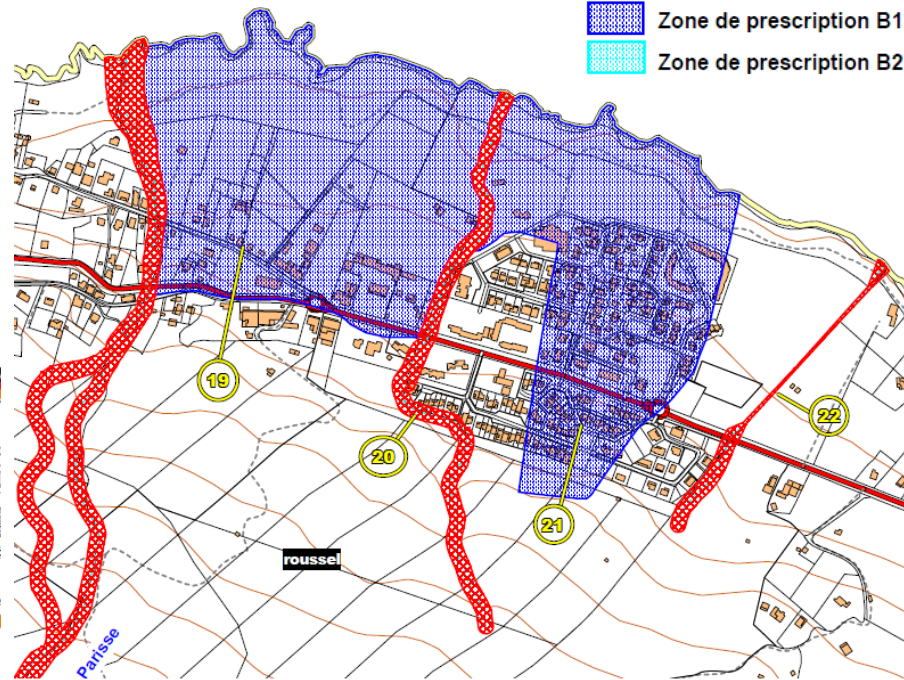 Zone de prescription B1
Zone de prescription B2
19
20
21
22
roussel
Parisse